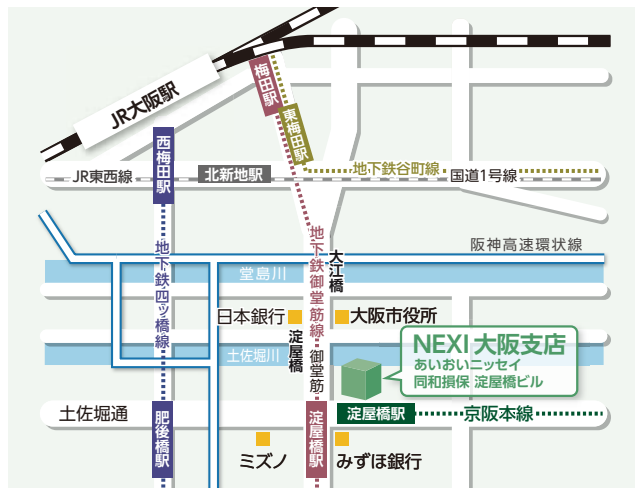 JR大阪駅
梅田駅
東梅田駅
西梅田駅
北新地駅
JR東西線
地下鉄谷町線
国道1号線
阪神高速環状線
地下鉄四ッ橋線
地下鉄御堂筋線
大江橋
堂島川
日本銀行
大阪市役所
淀屋橋
御堂筋
土佐堀川
NEXI 大阪支店
あいおいニッセイ
同和損保 淀屋橋ビル
土佐堀通
肥後橋駅
淀屋橋駅
淀屋橋駅
京阪本線
ミズノ
みずほ銀行